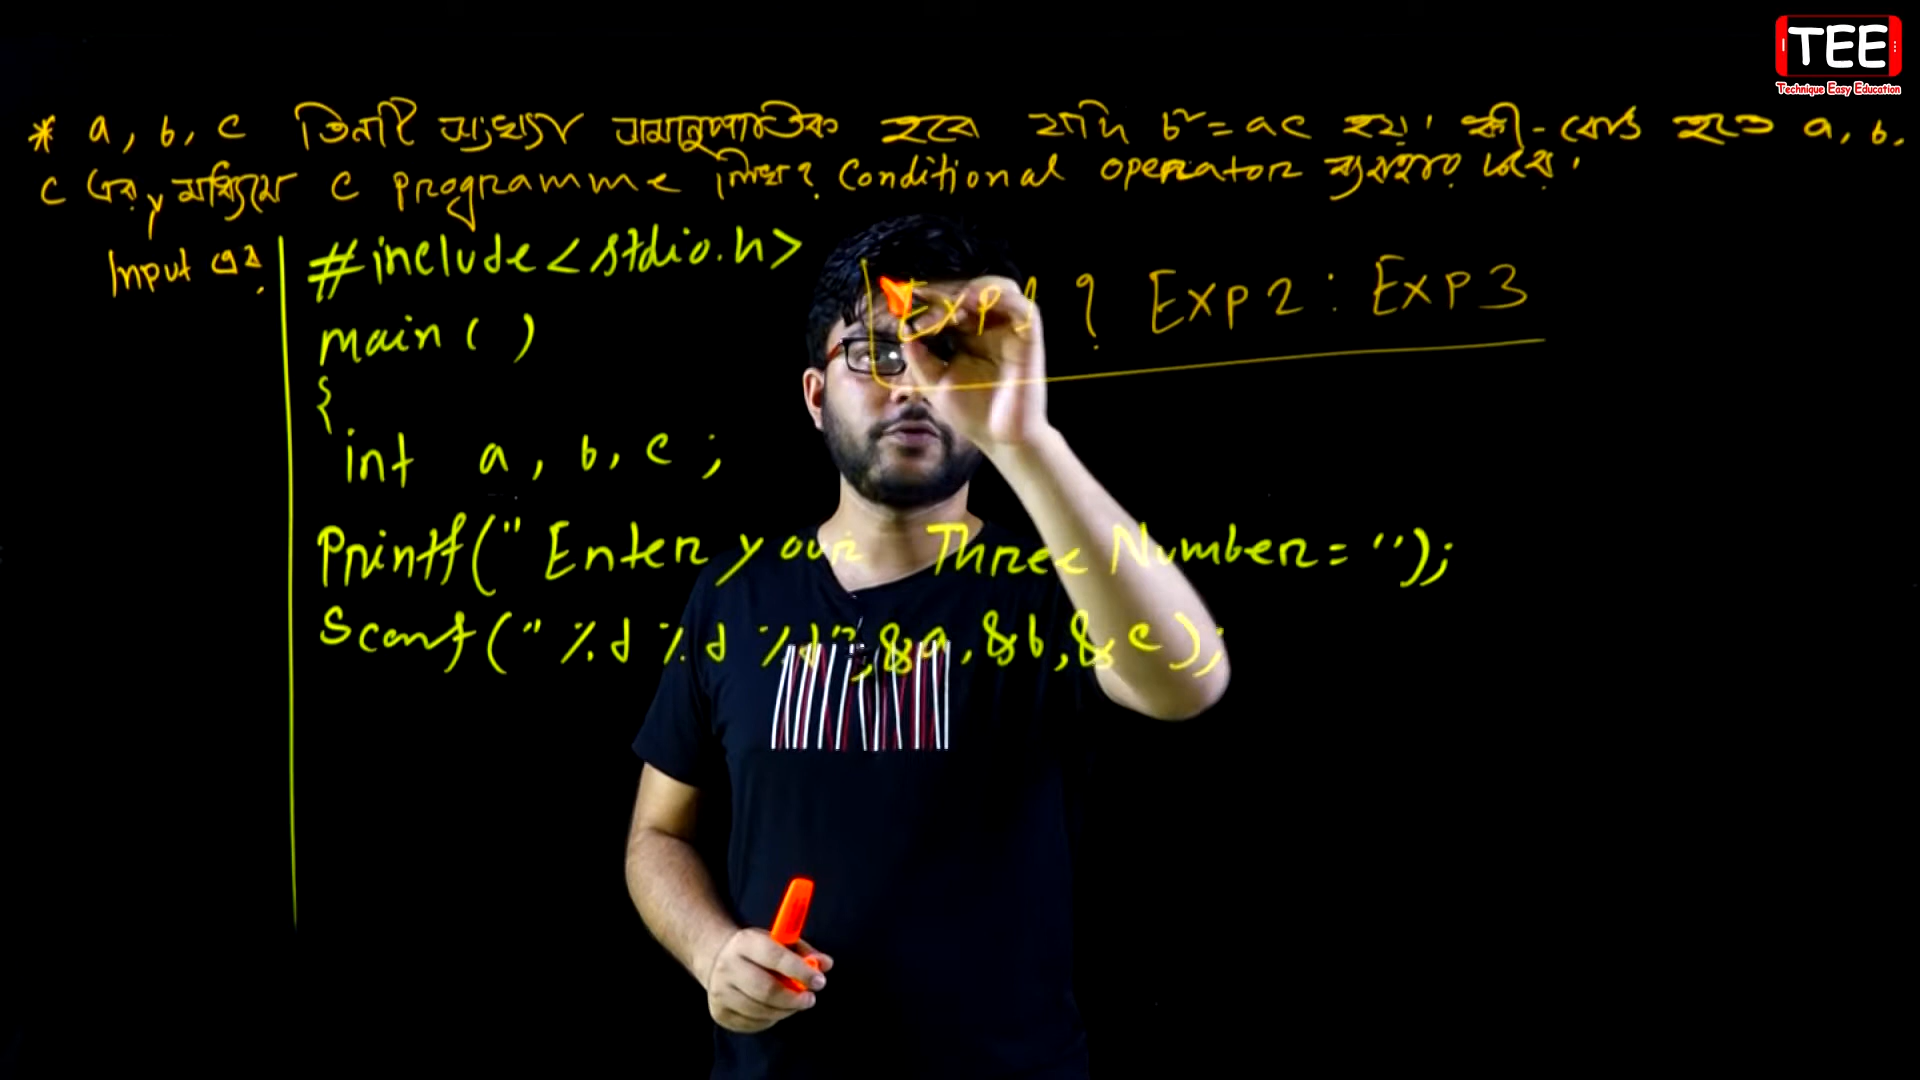 TEE
Technique Easy Education
* a, b, c তিনটি সংখ্যার সমানুপাতিক হবে যদি b² = ac হয়। কী-বোর্ড হতে a, b,
c এর মাধ্যমে C Programme লিখ? Conditional operator ব্যবহার করে।
Input এর
#include<stdio.h>
main( )
{
int a, b, c ;
Exp1 ? Exp2 : Exp3
Printf("Enter your Three Number= ");
Scanf("%d %d %d", &a, &b, &c);